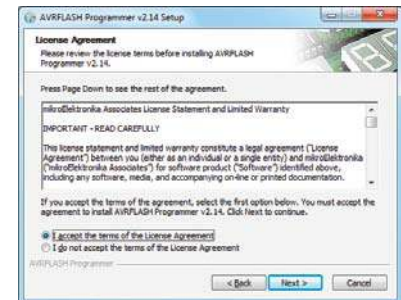 AVRFLASH Programmer v2.14 Setup
License Agreement
Please review the license terms before installing AVRFLASH
Programmer v2.14.
Press Page Down to see the rest of the agreement.
mikroElektronika Associates License Statement and Limited Warranty
IMPORTANT - READ CAREFULLY
This license statement and limited warranty constitute a legal agreement ("License
Agreement") between you (either as an individual or a single entity) and mikroElektronika
("mikroElektronika Associates") for software product ("Software") identified above,
including any software, media, and accompanying on-line or printed documentation.
If you accept the terms of the agreement, select the first option below. You must accept the
agreement to install AVRFLASH Programmer v2.14. Click Next to continue.
I accept the terms of the License Agreement
I do not accept the terms of the License Agreement
AVRFLASH Programmer
< Back Next > Cancel